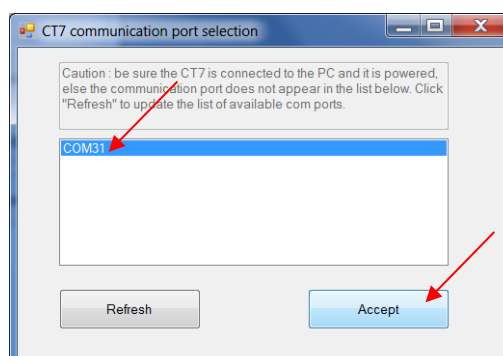 CT7 communication port selection
Caution : be sure the CT7 is connected to the PC and it is powered,
else the communication port does not appear in the list below. Click
"Refresh" to update the list of available com ports.
COM31
Refresh
Accept